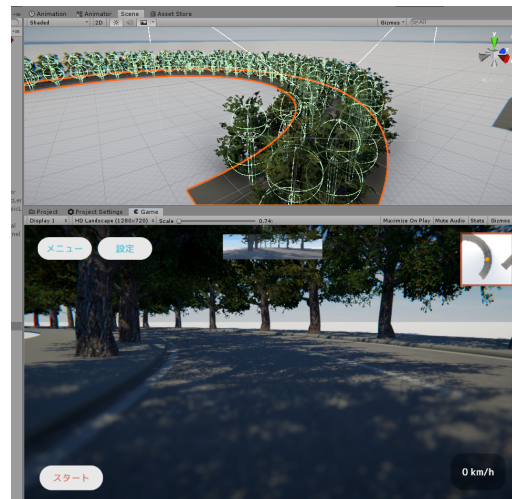 Animation Animator Scene Asset Store
Shaded 2D Gizmos All
y
Project Project Settings Game
Display 1 HD Landscape (1280x720) Scale 0.74: Maximize On Play Mute Audio Stats Gizmos
メニュー 設定
スタート
0 km/h